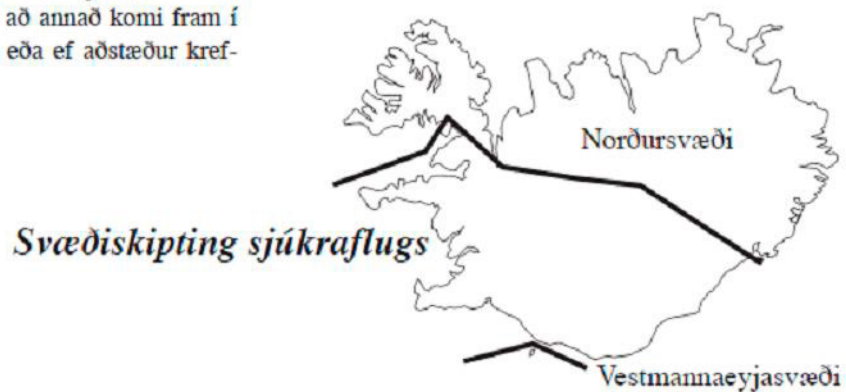 að annað komi fram í
eða ef aðstæður kref-
Norðursvæði
Svæðiskipting sjúkraflugs
Vestmannaeyjasvæði